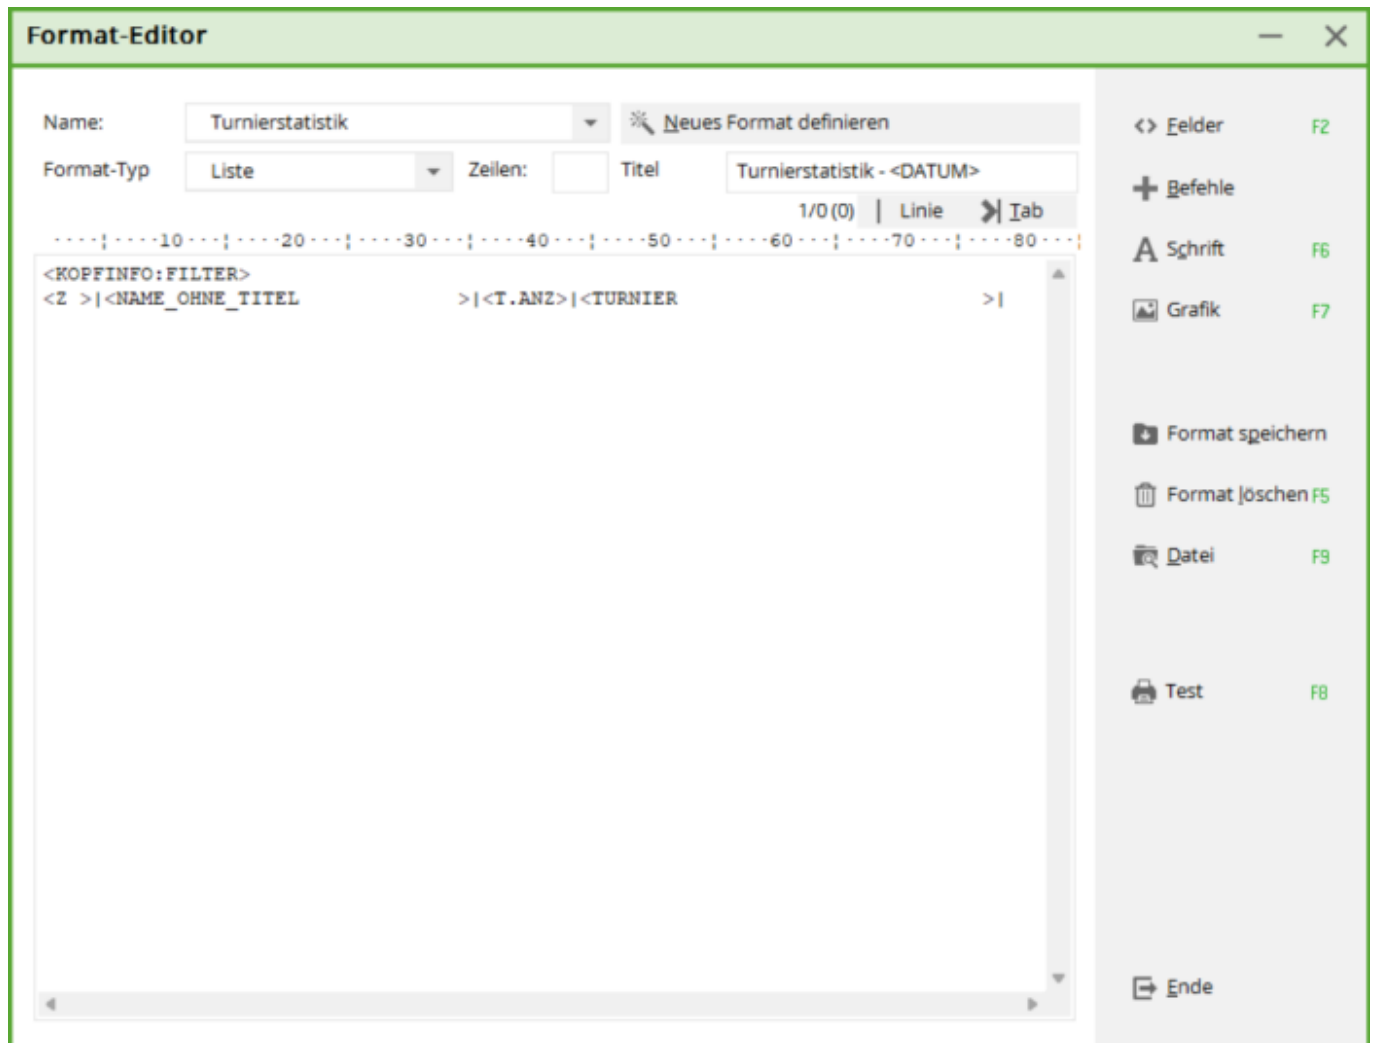 Format-Editor
Name: Turnierstatistik Neues Format definieren
Format-Typ Liste Zeilen: Titel Turnierstatistik - <DATUM>
1/0 (0) | Linie Tab
····¦····10···¦····20···¦····30···¦····40···¦····50···¦····60···¦····70···¦····80···¦
<KOPFINFO:FILTER>
<Z >|<NAME_OHNE_TITEL            >|<T.ANZ>|<TURNIER                       >|
<> Felder F2
Befehle
Schrift F6
Grafik F7
Format speichern
Format löschen F5
Datei F9
Test F8
Ende